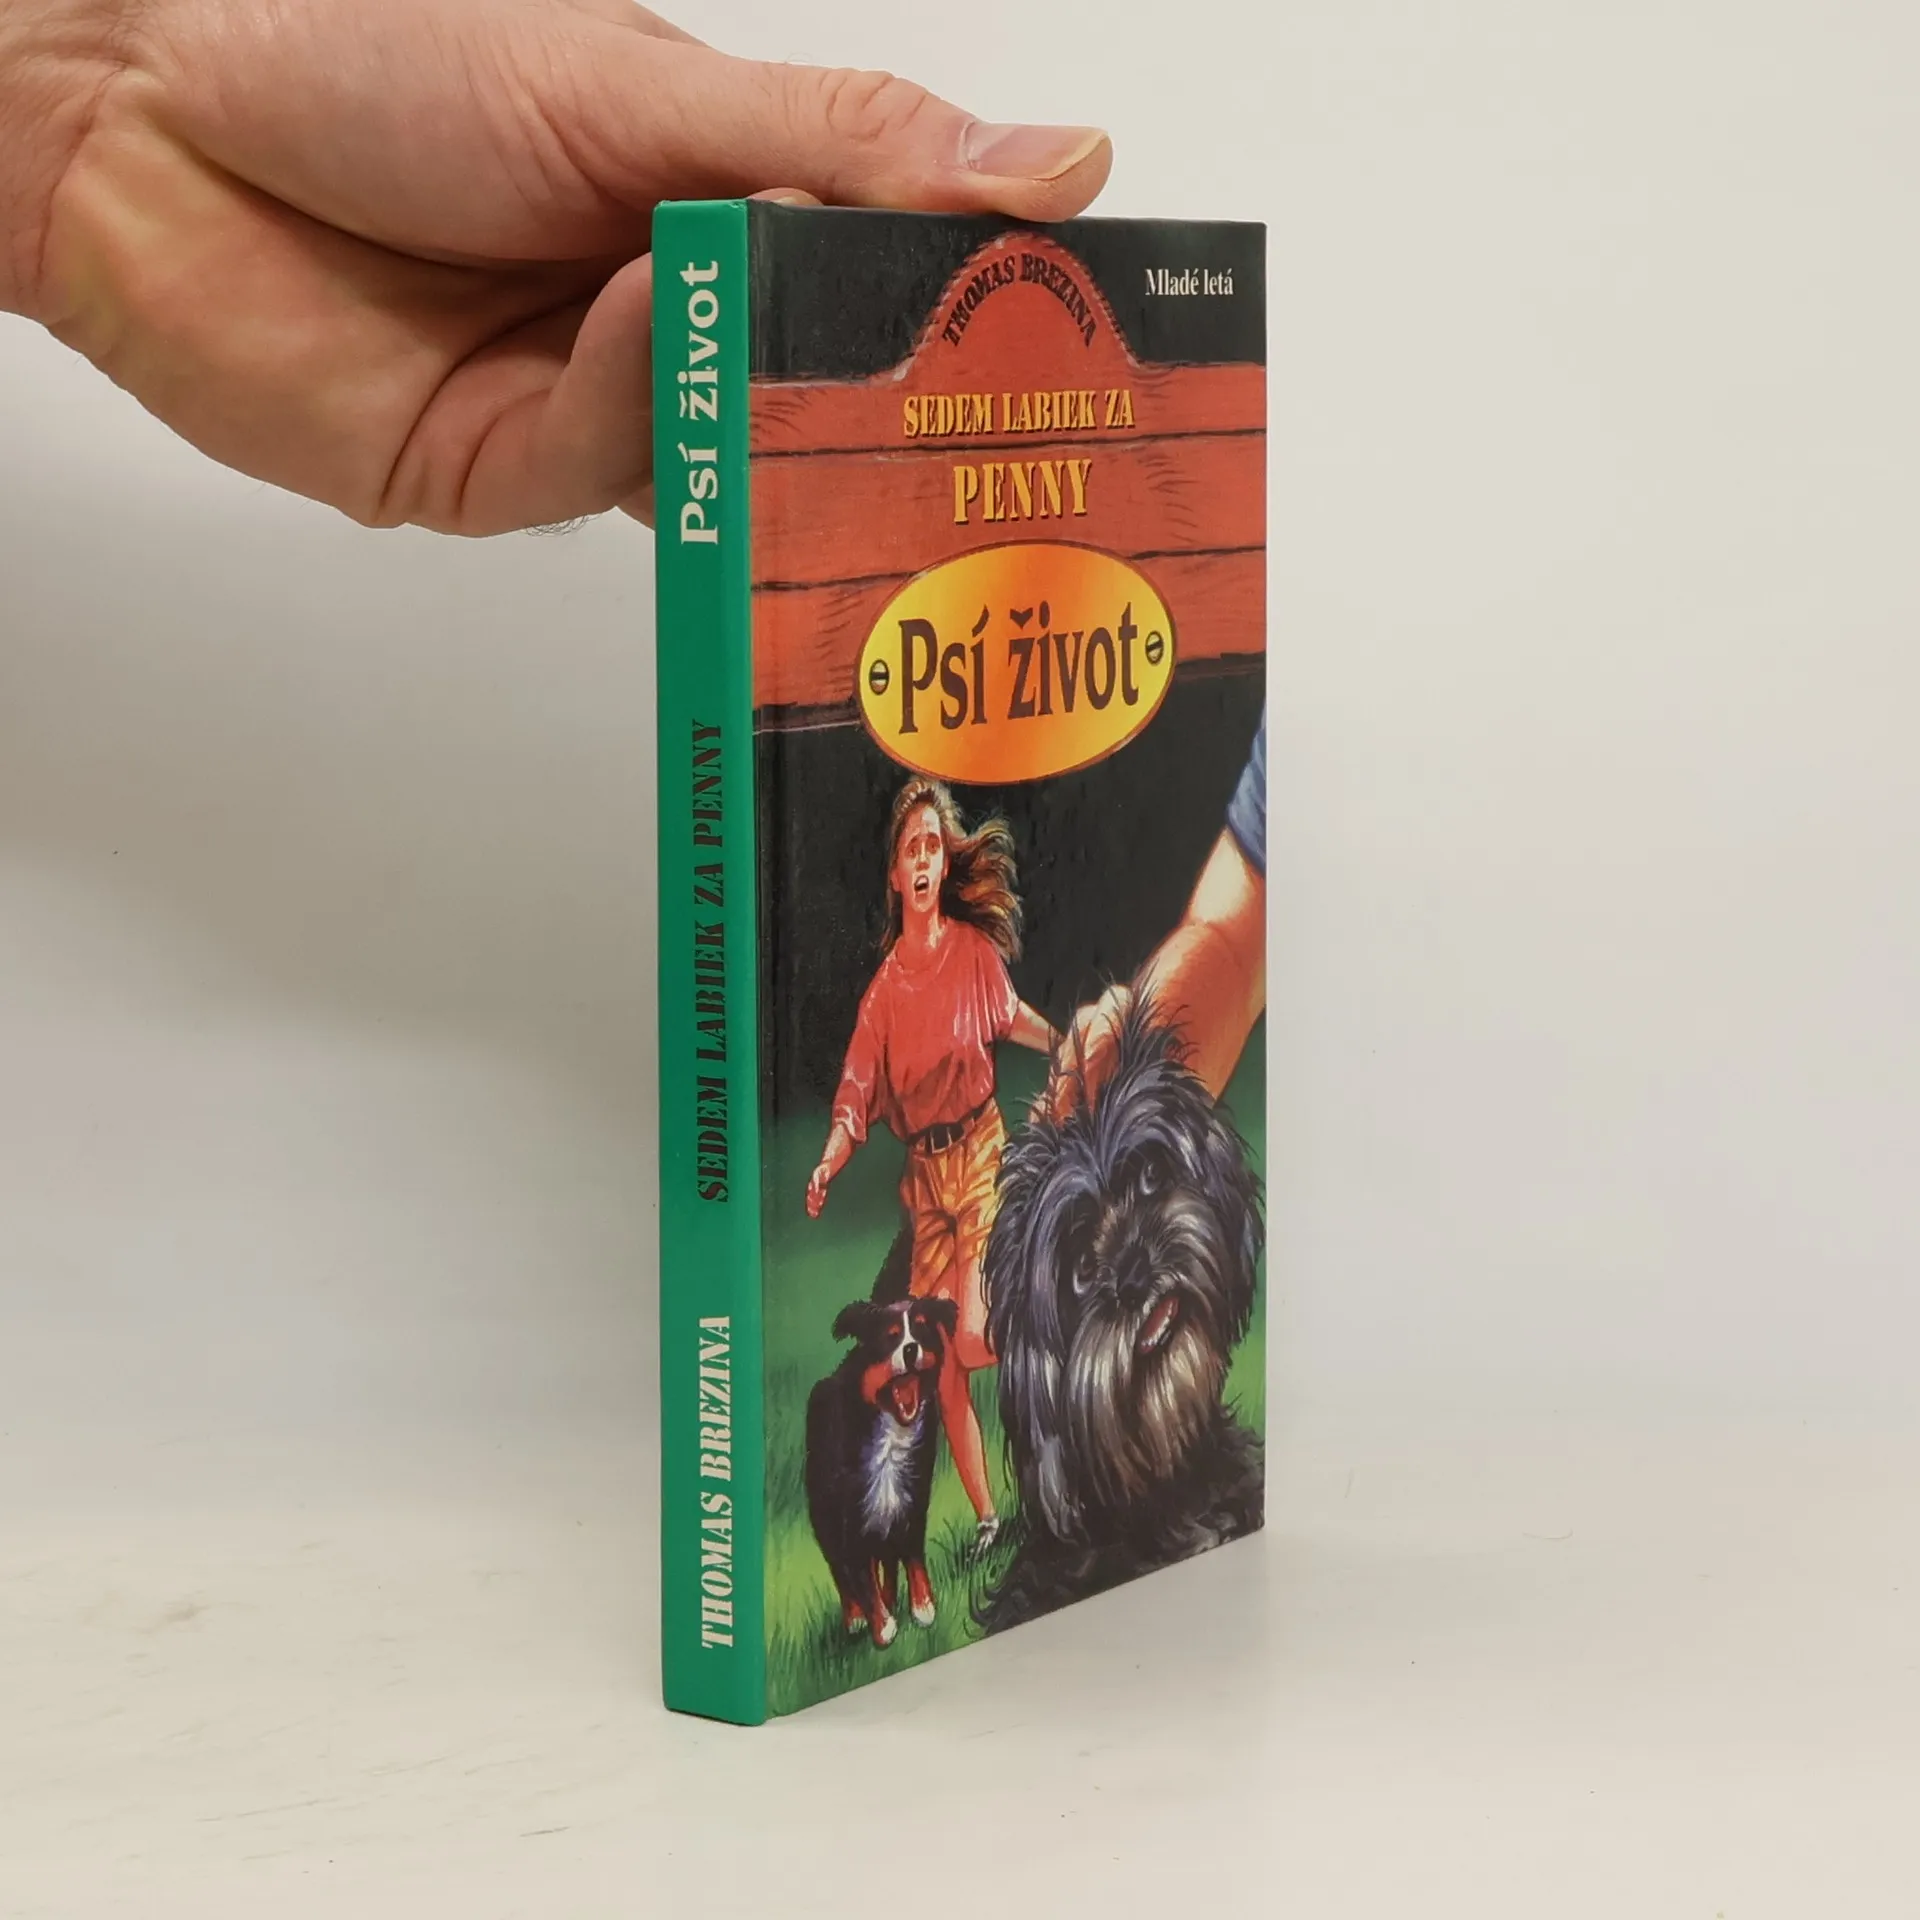 Psí život
SEDEM LABIEK ZA PENNY
THOMAS BREZINA
THOMAS BREZINA
Mladé letá
SEDEM LABIEK ZA
PENNY
Psí život